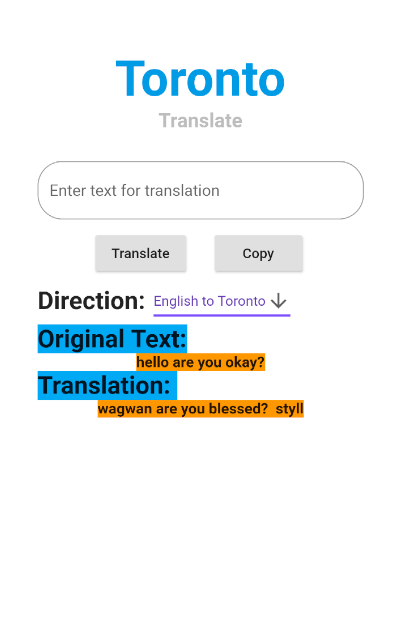 Toronto
Translate
Enter text for translation
Translate Copy
Direction: English to Toronto
Original Text:
hello are you okay?
Translation:
wagwan are you blessed?  styll